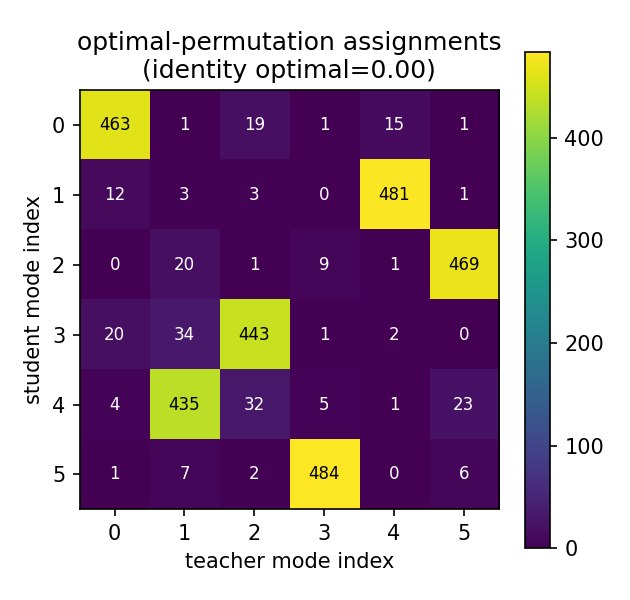 optimal-permutation assignments
(identity optimal=0.00)
student mode index
0 463 1 19 1 15 1
1 12 3 3 0 481 1
2 0 20 1 9 1 469
3 20 34 443 1 2 0
4 4 435 32 5 1 23
5 1 7 2 484 0 6
0 1 2 3 4 5
teacher mode index
400
300
200
100
0